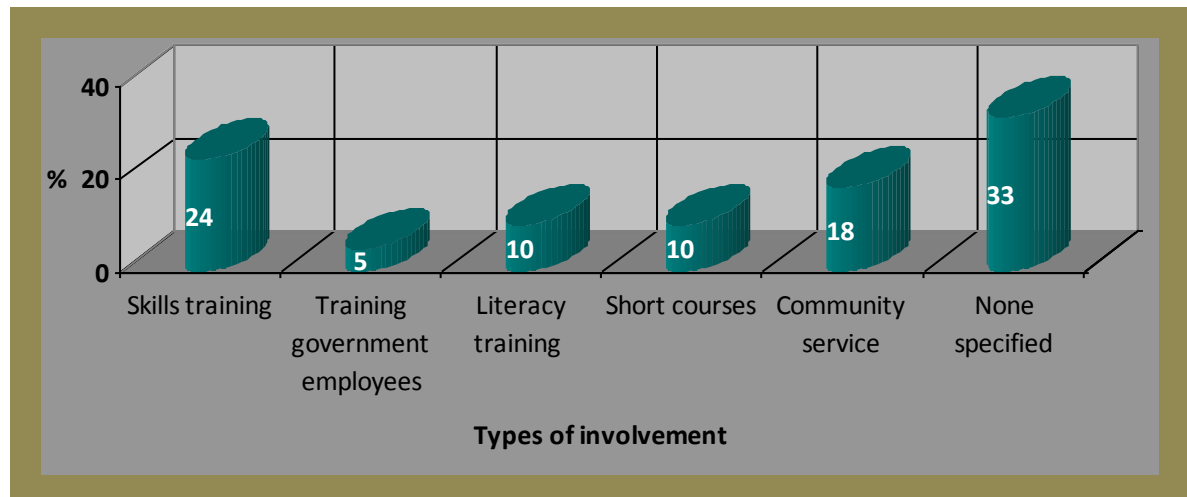 40
20
0
%
24
5
10
10
18
33
Skills training
Training
government
employees
Literacy
training
Short courses
Community
service
None
specified
Types of involvement